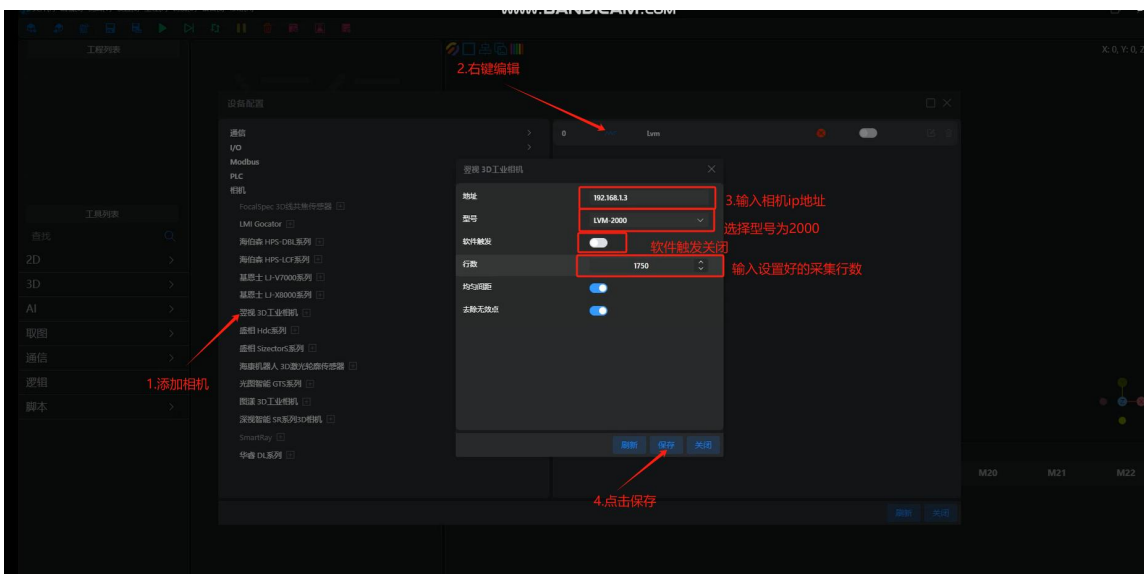 www.BANDICAM.COM
工程列表
X: 0, Y: 0, Z
2.右键编辑
设备配置
通信
I/O
Modbus
PLC
相机
FocalSpec 3D线共焦传感器
LMI Gocator
海伯森 HPS-DBL系列
海伯森 HPS-LCF系列
基恩士 LJ-V7000系列
基恩士 LJ-X8000系列
翌视 3D工业相机
盛相 Hdc系列
盛相 SizectorS系列
海康机器人 3D激光轮廓传感器
光图智能 GTS系列
图漾 3D工业相机
深视智能 SR系列3D相机
SmartRay
华睿 DL系列
0 Lvm
翌视 3D工业相机
地址 192.168.1.3
3.输入相机ip地址
型号 LVM-2000
选择型号为2000
软件触发
软件触发关闭
行数 1750
输入设置好的采集行数
均匀间距
去除无效点
刷新 保存 关闭
4.点击保存
刷新 关闭
工具列表
查找
2D
3D
AI
取图
通信
逻辑
脚本
1.添加相机
M20 M21 M22